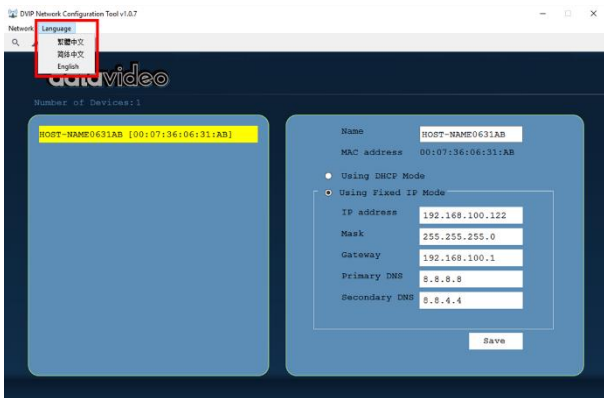 DVIP Network Configuration Tool v1.0.7
Network Language
繁體中文
简体中文
English
datavideo
Number of Devices:1
HOST-NAME0631AB [00:07:36:06:31:AB]
Name HOST-NAME0631AB
MAC address 00:07:36:06:31:AB
Using DHCP Mode
Using Fixed IP Mode
IP address 192.168.100.122
Mask 255.255.255.0
Gateway 192.168.100.1
Primary DNS 8.8.8.8
Secondary DNS 8.8.4.4
Save